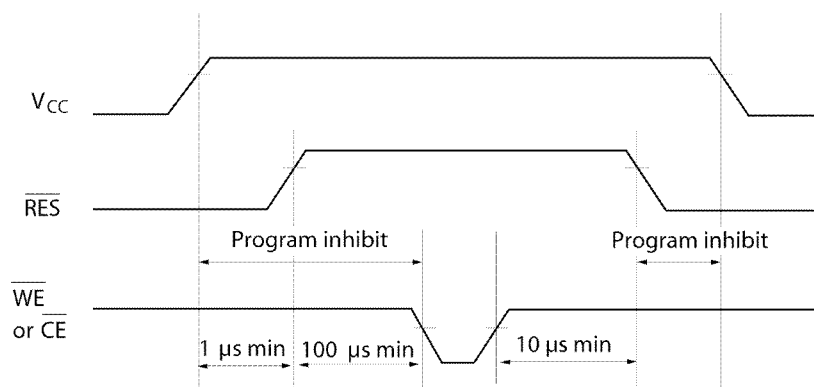 VCC
RES
Program inhibit
Program inhibit
WE
or CE
1 µs min
100 µs min
10 µs min